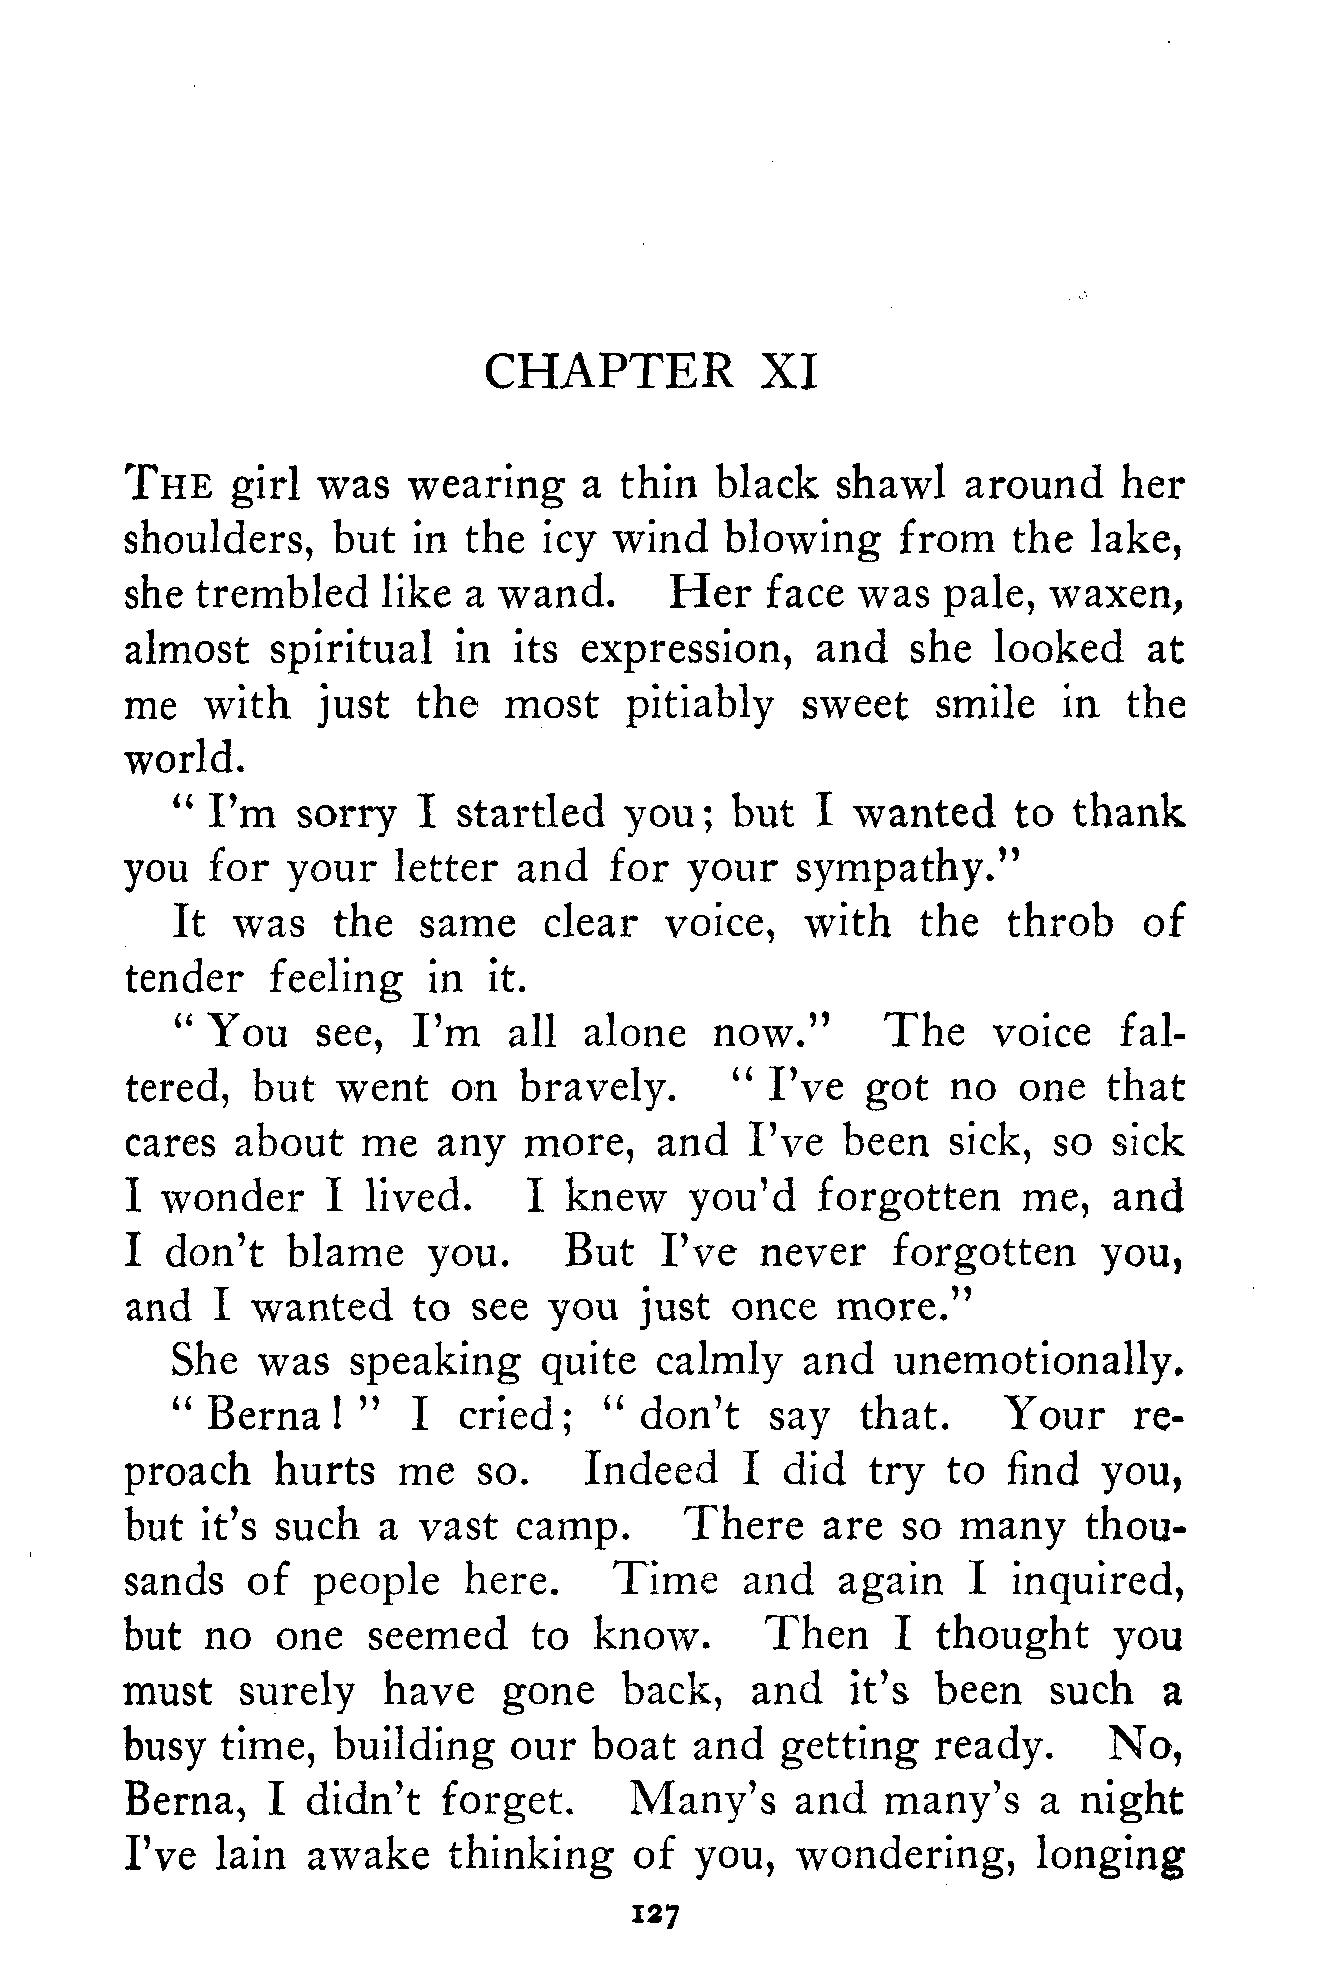 CHAPTER XI
THE girl was wearing a thin black shawl around her
shoulders, but in the icy wind blowing from the lake,
she trembled like a wand. Her face was pale, waxen,
almost spiritual in its expression, and she looked at
me with just the most pitiably sweet smile in the
world.
“ I’m sorry I startled you; but I wanted to thank
you for your letter and for your sympathy.”
It was the same clear voice, with the throb of
tender feeling in it.
“ You see, I’m all alone now.” The voice fal-
tered, but went on bravely. “ I’ve got no one that
cares about me any more, and I’ve been sick, so sick
I wonder I lived. I knew you’d forgotten me, and
I don’t blame you. But I’ve never forgotten you,
and I wanted to see you just once more.”
She was speaking quite calmly and unemotionally.
“ Berna! ” I cried; “ don’t say that. Your re-
proach hurts me so. Indeed I did try to find you,
but it’s such a vast camp. There are so many thou-
sands of people here. Time and again I inquired,
but no one seemed to know. Then I thought you
must surely have gone back, and it’s been such a
busy time, building our boat and getting ready. No,
Berna, I didn’t forget. Many’s and many’s a night
I’ve lain awake thinking of you, wondering, longing
127